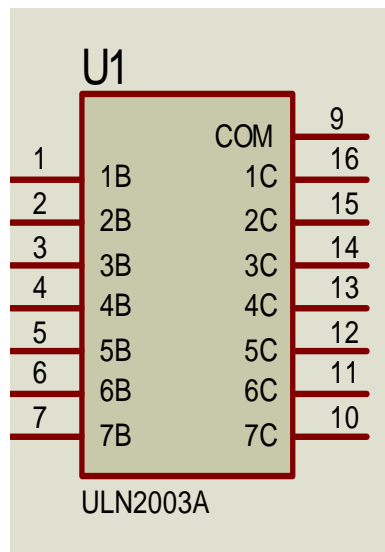 U1
COM 9
1 1B 1C 16
2 2B 2C 15
3 3B 3C 14
4 4B 4C 13
5 5B 5C 12
6 6B 6C 11
7 7B 7C 10
ULN2003A